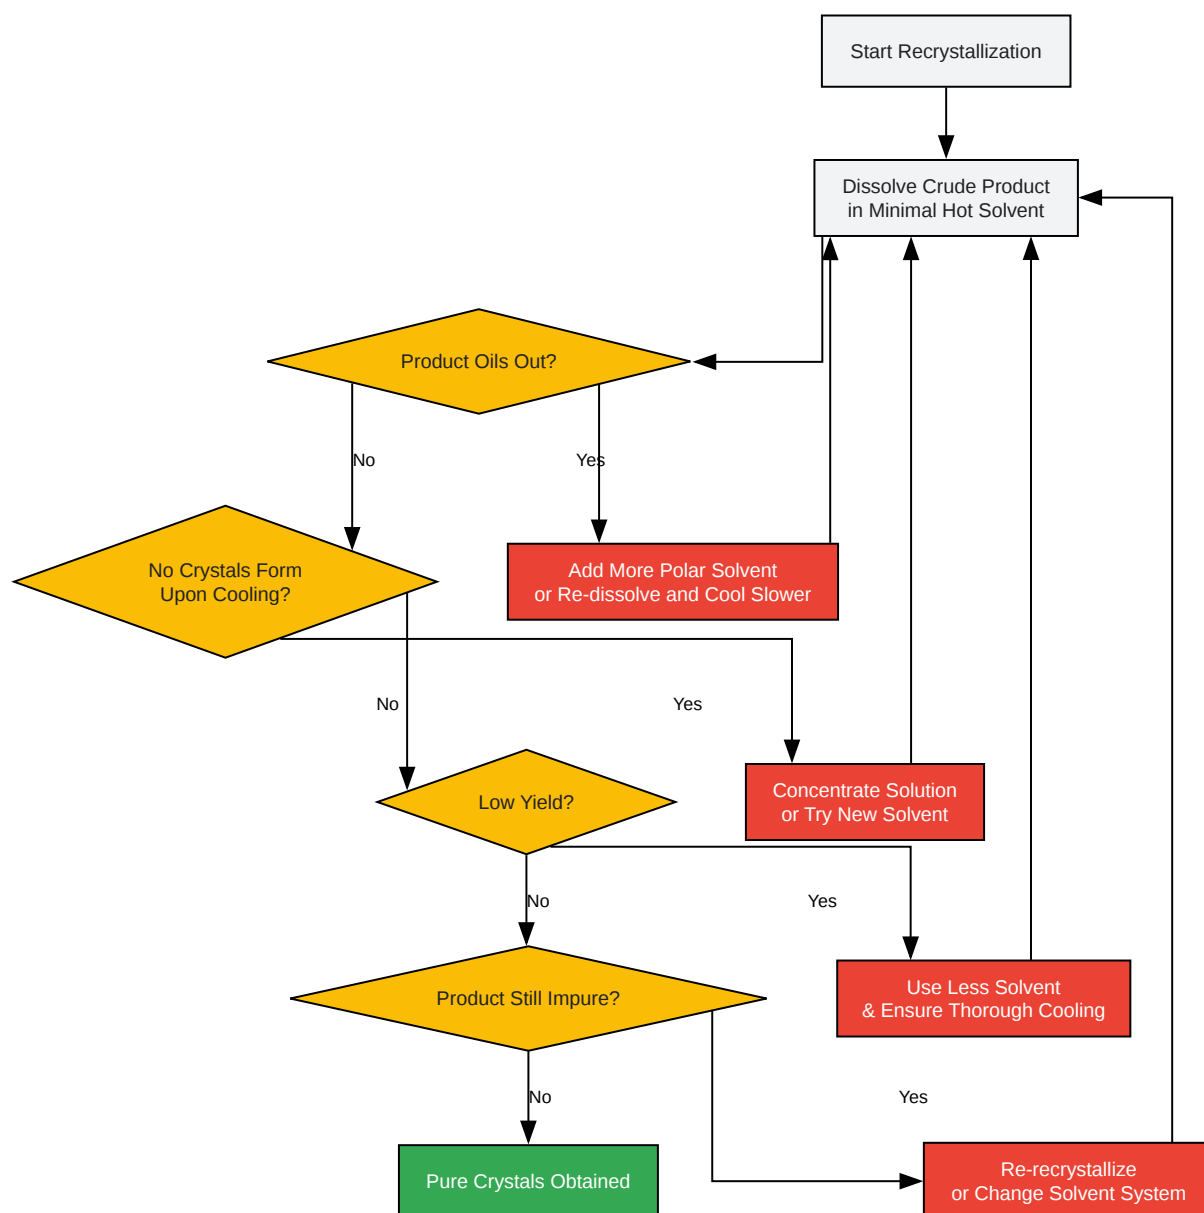 Start Recrystallization
Dissolve Crude Product
in Minimal Hot Solvent
Product Oils Out?
No
Yes
No Crystals Form
Upon Cooling?
Add More Polar Solvent
or Re-dissolve and Cool Slower
No
Yes
Low Yield?
Concentrate Solution
or Try New Solvent
No
Yes
Product Still Impure?
Use Less Solvent
& Ensure Thorough Cooling
No
Yes
Pure Crystals Obtained
Re-recrystallize
or Change Solvent System